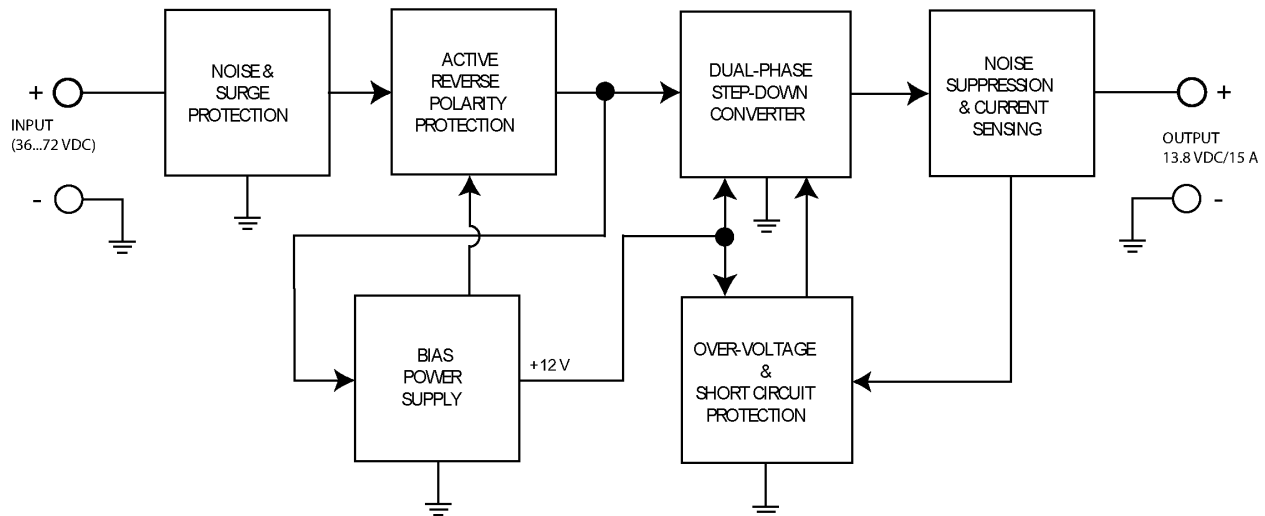 NOISE &
SURGE
PROTECTION
ACTIVE
REVERSE
POLARITY
PROTECTION
DUAL-PHASE
STEP-DOWN
CONVERTER
NOISE
SUPPRESSION
& CURRENT
SENSING
+
INPUT
(36...72 VDC)
-
+
OUTPUT
13.8 VDC/15 A
-
BIAS
POWER
SUPPLY
+12 V
OVER-VOLTAGE
&
SHORT CIRCUIT
PROTECTION